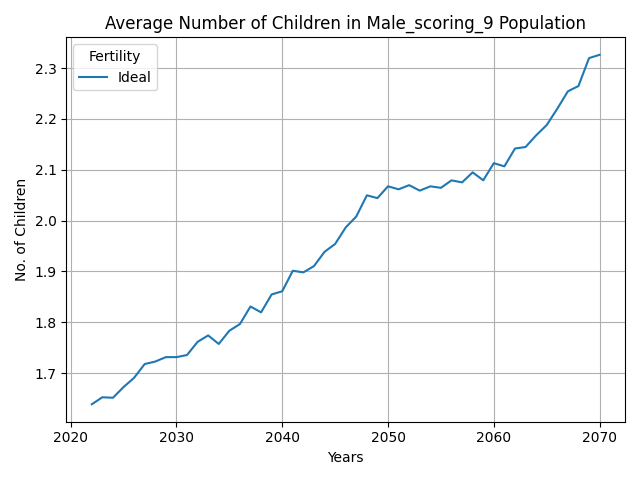 Average Number of Children in Male_scoring_9 Population
Fertility
Ideal
2.3
2.2
2.1
2.0
1.9
1.8
1.7
No. of Children
2020 2030 2040 2050 2060 2070
Years